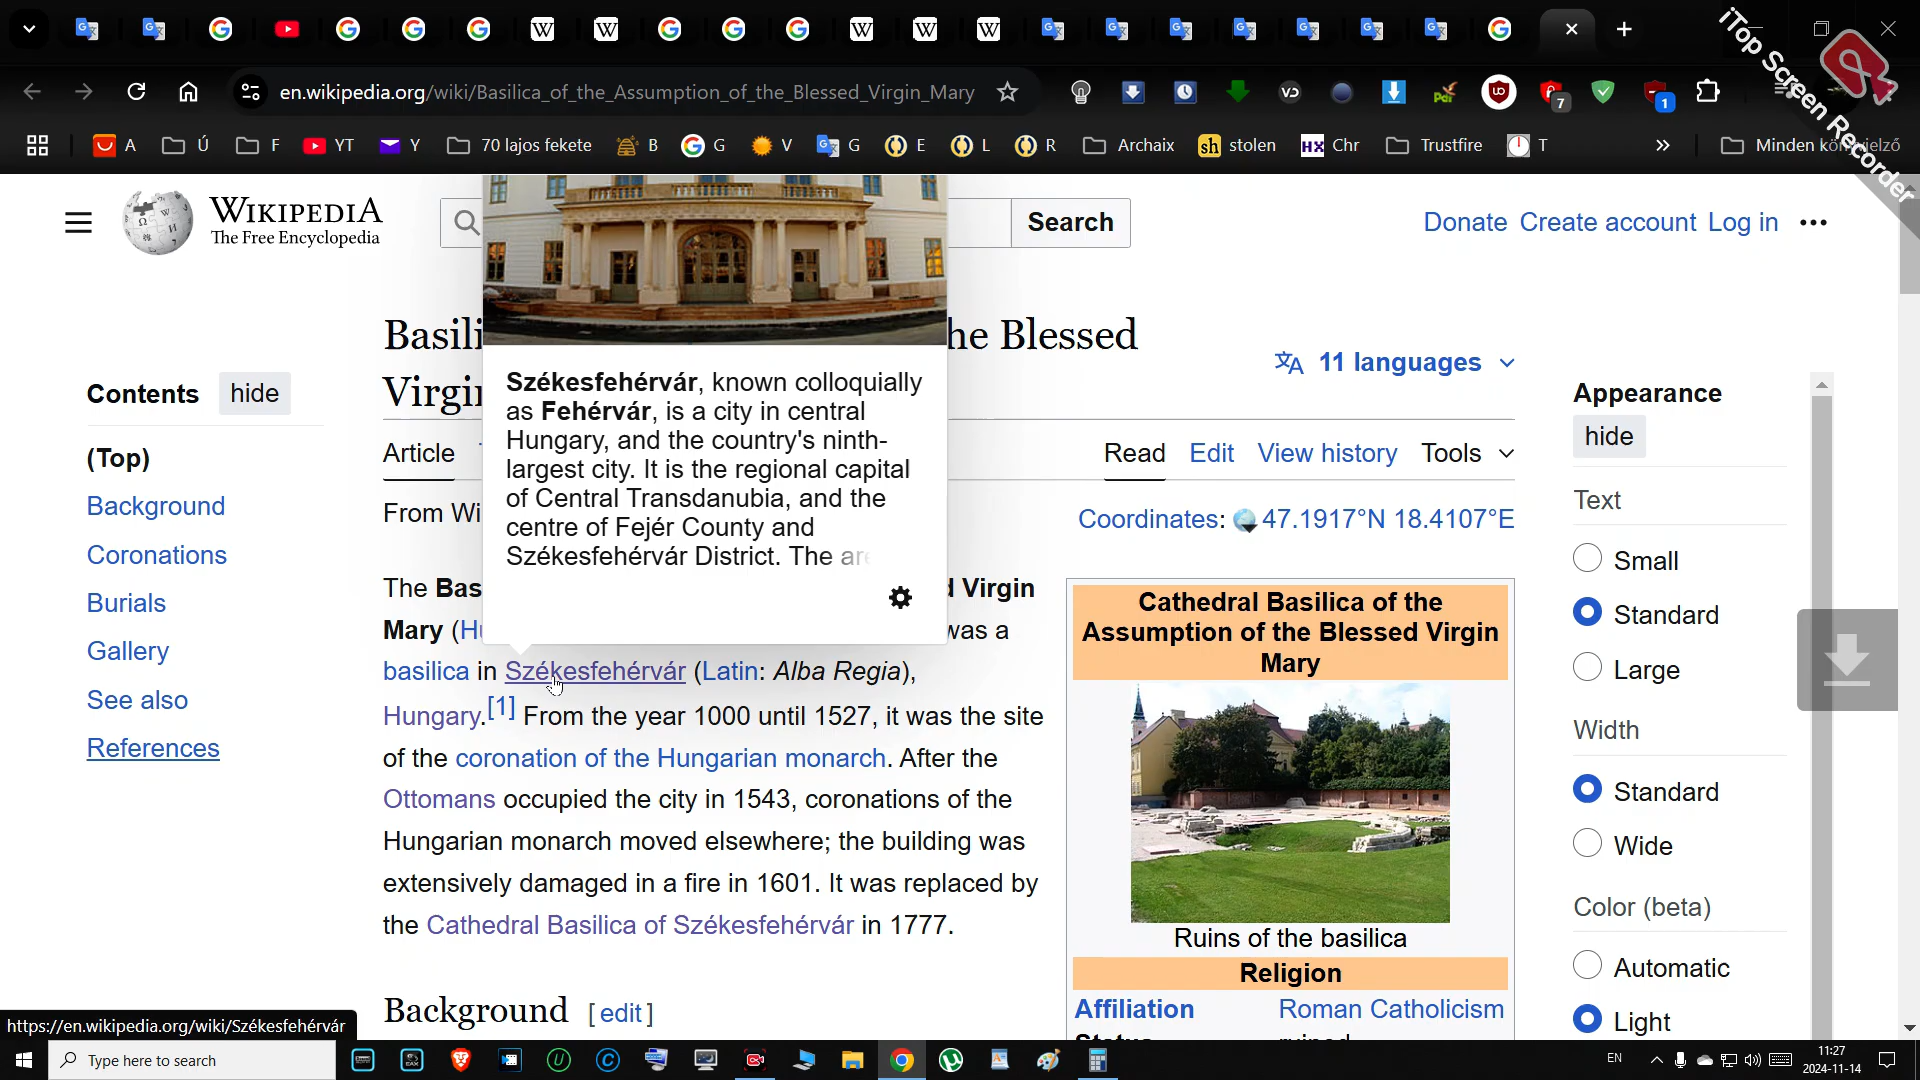 en.wikipedia.org/wiki/Basilica_of_the_Assumption_of_the_Blessed_Virgin_Mary
7
1
A Ú F YT Y 70 lajos fekete B G V G E L R Archaix stolen Chr Trustfire T » Minden
iTop Screen Recorder
WIKIPEDIA
The Free Encyclopedia
Search
Donate Create account Log in
Basili
he Blessed
Virgin
11 languages
Contents hide
(Top)
Background
Coronations
Burials
Gallery
See also
References
Article
Read Edit View history Tools
From Wi
Coordinates: 47.1917°N 18.4107°E
Székesfehérvár, known colloquially
as Fehérvár, is a city in central
Hungary, and the country's ninth-
largest city. It is the regional capital
of Central Transdanubia, and the
centre of Fejér County and
Székesfehérvár District. The are
The Bas d Virgin
Mary (Hu was a
basilica in Székesfehérvár (Latin: Alba Regia),
Hungary.[1] From the year 1000 until 1527, it was the site
of the coronation of the Hungarian monarch. After the
Ottomans occupied the city in 1543, coronations of the
Hungarian monarch moved elsewhere; the building was
extensively damaged in a fire in 1601. It was replaced by
the Cathedral Basilica of Székesfehérvár in 1777.
Background [ edit ]
Cathedral Basilica of the
Assumption of the Blessed Virgin
Mary
Ruins of the basilica
Religion
Affiliation Roman Catholicism
Appearance
hide
Text
Small
Standard
Large
Width
Standard
Wide
Color (beta)
Automatic
Light
https://en.wikipedia.org/wiki/Székesfehérvár
Type here to search
EN
11:27
2024-11-14